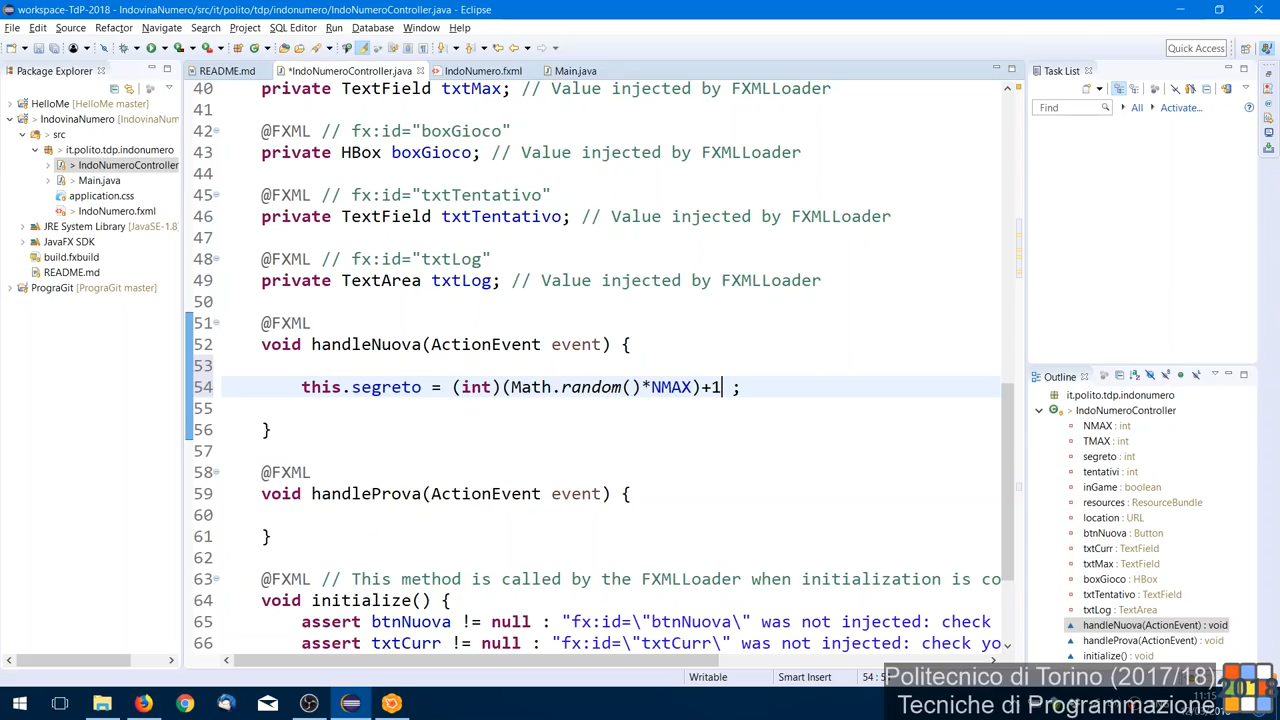 workspace-TdP-2018 - IndovinaNumero/src/it/polito/tdp/indonumero/IndoNumeroController.java - Eclipse
File Edit Source Refactor Navigate Search Project SQL Editor Run Database Window Help
Quick Access
Package Explorer
README.md
*IndoNumeroController.java
IndoNumero.fxml
Main.java
Task List
Find
All
Activate...
HelloMe [HelloMe master]
IndovinaNumero [IndovinaNum
src
it.polito.tdp.indonumero
IndoNumeroController
Main.java
application.css
IndoNumero.fxml
JRE System Library [JavaSE-1.8]
JavaFX SDK
build.fxbuild
README.md
PrograGit [PrograGit master]
40 private TextField txtMax; // Value injected by FXMLLoader
41
42 @FXML // fx:id="boxGioco"
43 private HBox boxGioco; // Value injected by FXMLLoader
44
45 @FXML // fx:id="txtTentativo"
46 private TextField txtTentativo; // Value injected by FXMLLoader
47
48 @FXML // fx:id="txtLog"
49 private TextArea txtLog; // Value injected by FXMLLoader
50
51 @FXML
52 void handleNuova(ActionEvent event) {
53
54 this.segreto = (int)(Math.random()*NMAX)+1 ;
55
56 }
57
58 @FXML
59 void handleProva(ActionEvent event) {
60
61 }
62
63 @FXML // This method is called by the FXMLLoader when initialization is co
64 void initialize() {
65 assert btnNuova != null : "fx:id=\"btnNuova\" was not injected: check
66 assert txtCurr != null : "fx:id=\"txtCurr\" was not injected: check yo
Outline
it.polito.tdp.indonumero
IndoNumeroController
NMAX : int
TMAX : int
segreto : int
tentativi : int
inGame : boolean
resources : ResourceBundle
location : URL
btnNuova : Button
txtCurr : TextField
txtMax : TextField
boxGioco : HBox
txtTentativo : TextField
txtLog : TextArea
handleNuova(ActionEvent) : void
handleProva(ActionEvent) : void
initialize() : void
Writable
Smart Insert
Politecnico di Torino (2017/18)
Tecniche di Programmazione
2018
11:15